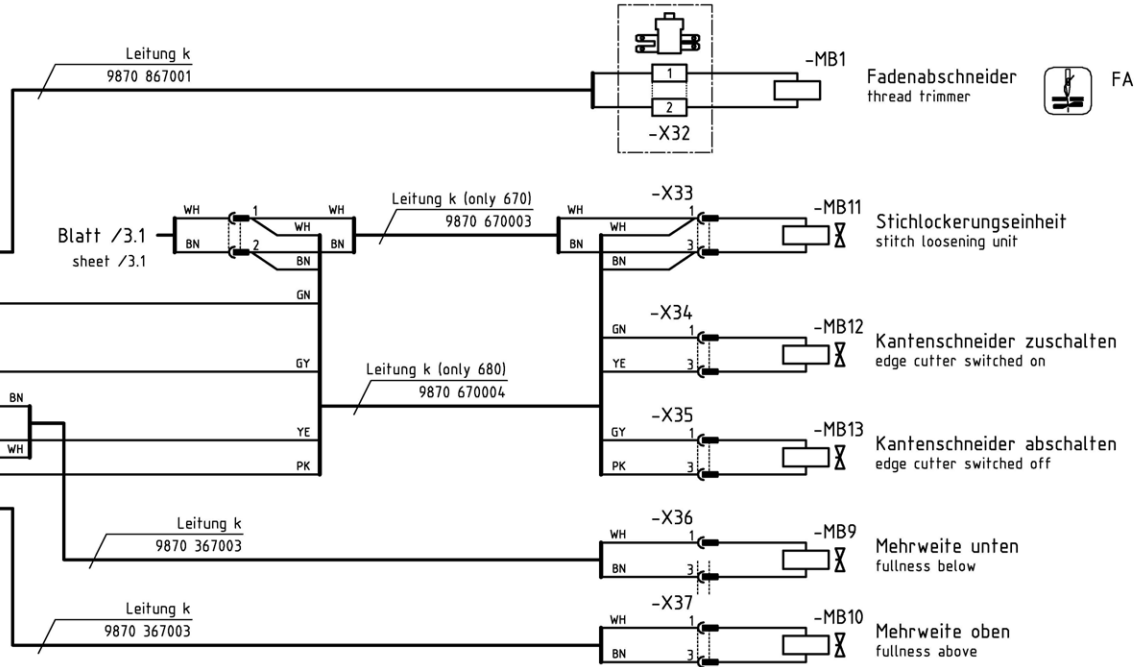 Leitung k
9870 867001
1
2
-X32
-MB1
Fadenabschneider
thread trimmer
FA
Blatt /3.1
sheet /3.1
WH
BN
1
2
WH
WH
BN
BN
Leitung k (only 670)
9870 670003
WH
WH
BN
BN
-X33
1
3
-MB11
Stichlockerungseinheit
stitch loosening unit
GN
GY
YE
PK
Leitung k (only 680)
9870 670004
GN
YE
-X34
1
3
-MB12
Kantenschneider zuschalten
edge cutter switched on
GY
PK
-X35
1
3
-MB13
Kantenschneider abschalten
edge cutter switched off
BN
WH
Leitung k
9870 367003
WH
BN
-X36
1
3
-MB9
Mehrweite unten
fullness below
Leitung k
9870 367003
WH
BN
-X37
1
3
-MB10
Mehrweite oben
fullness above